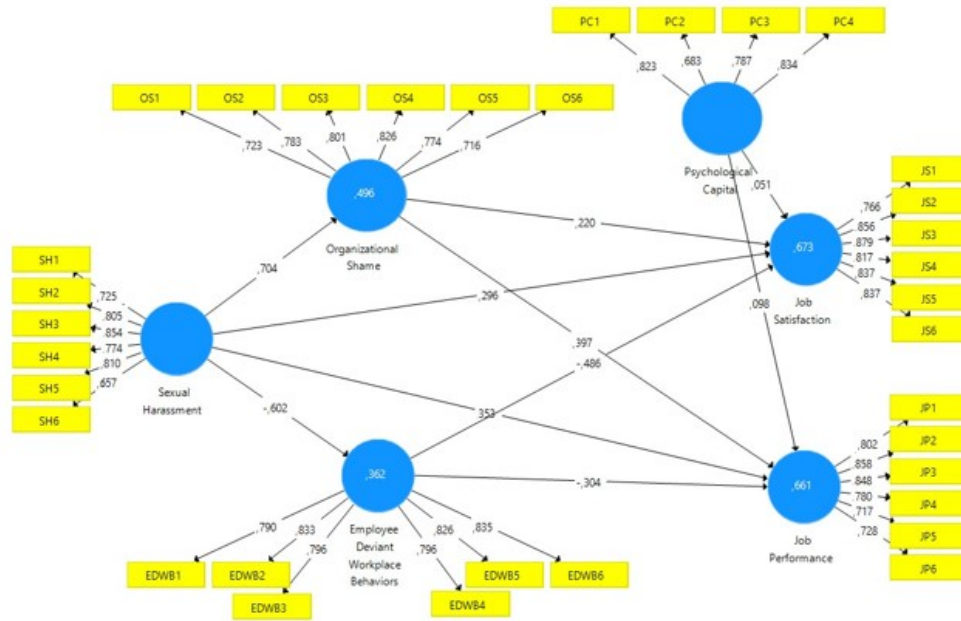 PC1 PC2 PC3 PC4
,823 ,683 ,787 ,834
Psychological
Capital
OS1 OS2 OS3 OS4 OS5 OS6
,723 ,783 ,801 ,826 ,774 ,716
,496
Organizational
Shame
,051
,220
,704
,296
,098
,397
-,486
353
-,602
-,304
SH1
SH2
SH3
SH4
SH5
SH6
,725
,805
,854
,774
,810
,657
Sexual
Harassment
,673
Job
Satisfaction
,766
,856
,879
,817
,837
,837
JS1
JS2
JS3
JS4
JS5
JS6
,362
Employee
Deviant
Workplace
Behaviors
,790 ,833 ,796 ,796 ,826 ,835
EDWB1 EDWB2 EDWB3 EDWB4 EDWB5 EDWB6
,661
Job
Performance
,802
,858
,848
,780
,717
,728
JP1
JP2
JP3
JP4
JP5
JP6